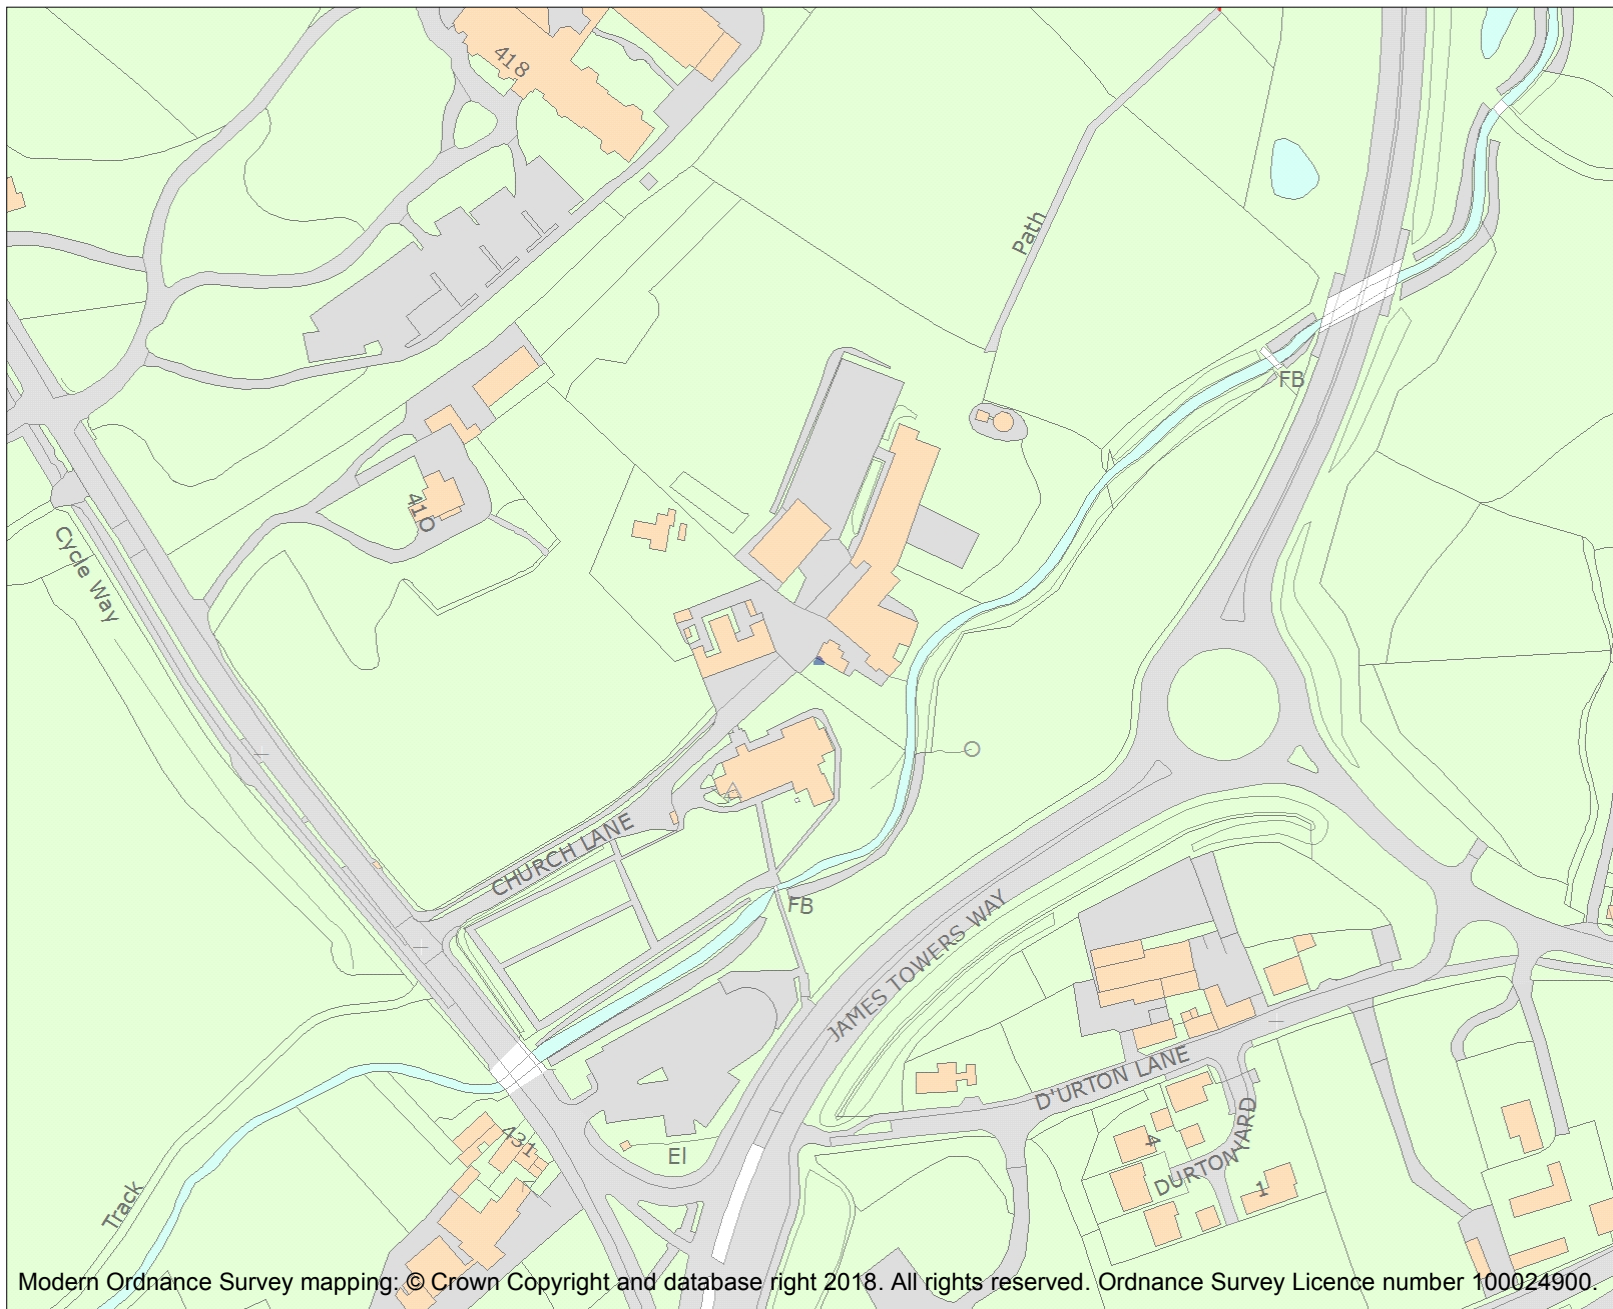 418
Path
FB
410
Cycle Way
CHURCH LANE
FB
JAMES TOWERS WAY
D'URTON LANE
431
El
4
DURTON YARD
1
Track
Modern Ordnance Survey mapping: © Crown Copyright and database right 2018. All rights reserved. Ordnance Survey Licence number 100024900.